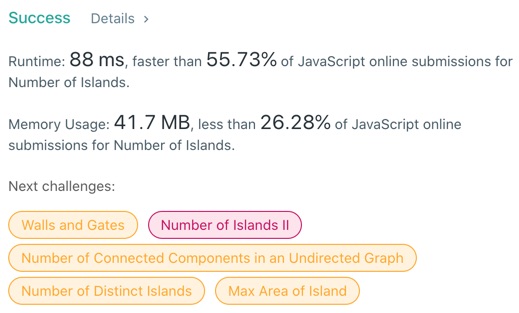 Success Details >
Runtime: 88 ms, faster than 55.73% of JavaScript online submissions for
Number of Islands.
Memory Usage: 41.7 MB, less than 26.28% of JavaScript online
submissions for Number of Islands.
Next challenges:
Walls and Gates Number of Islands II
Number of Connected Components in an Undirected Graph
Number of Distinct Islands Max Area of Island